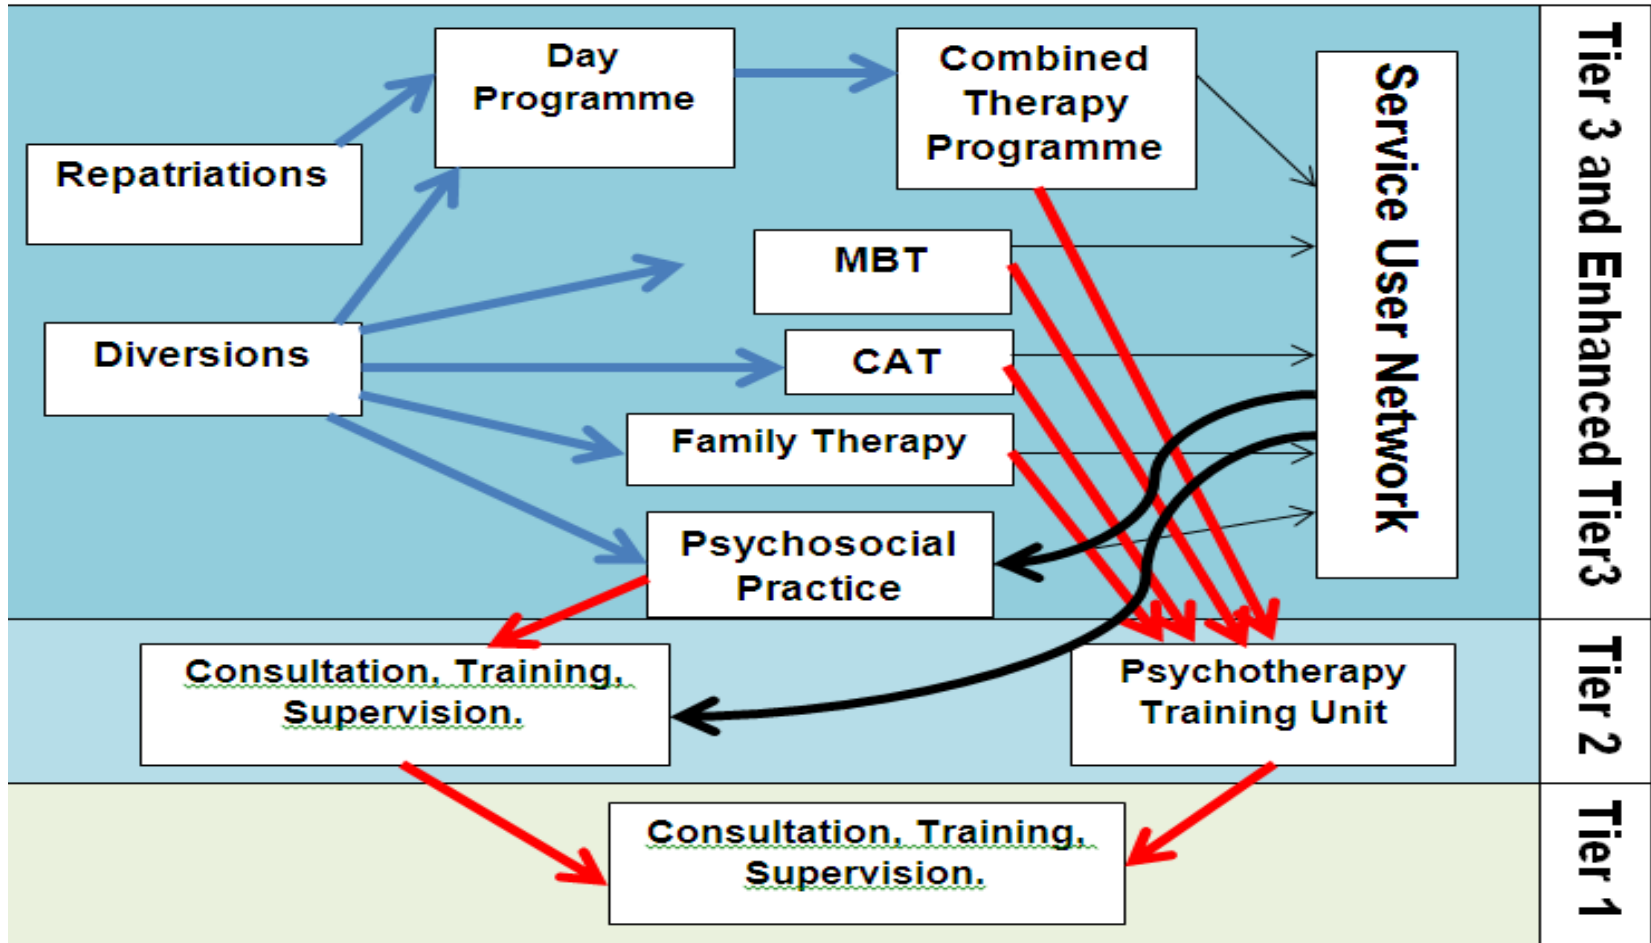 Day
Programme
Combined
Therapy
Programme
Repatriations
MBT
Diversions
CAT
Family Therapy
Psychosocial
Practice
Service User Network
Tier 3 and Enhanced Tier3
Consultation, Training,
Supervision.
Psychotherapy
Training Unit
Tier 2
Consultation, Training,
Supervision.
Tier 1